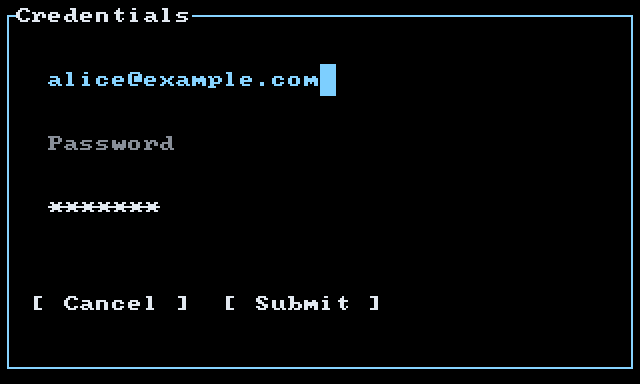 Credentials
alice@example.com
Password
*******
[ Cancel ]  [ Submit ]